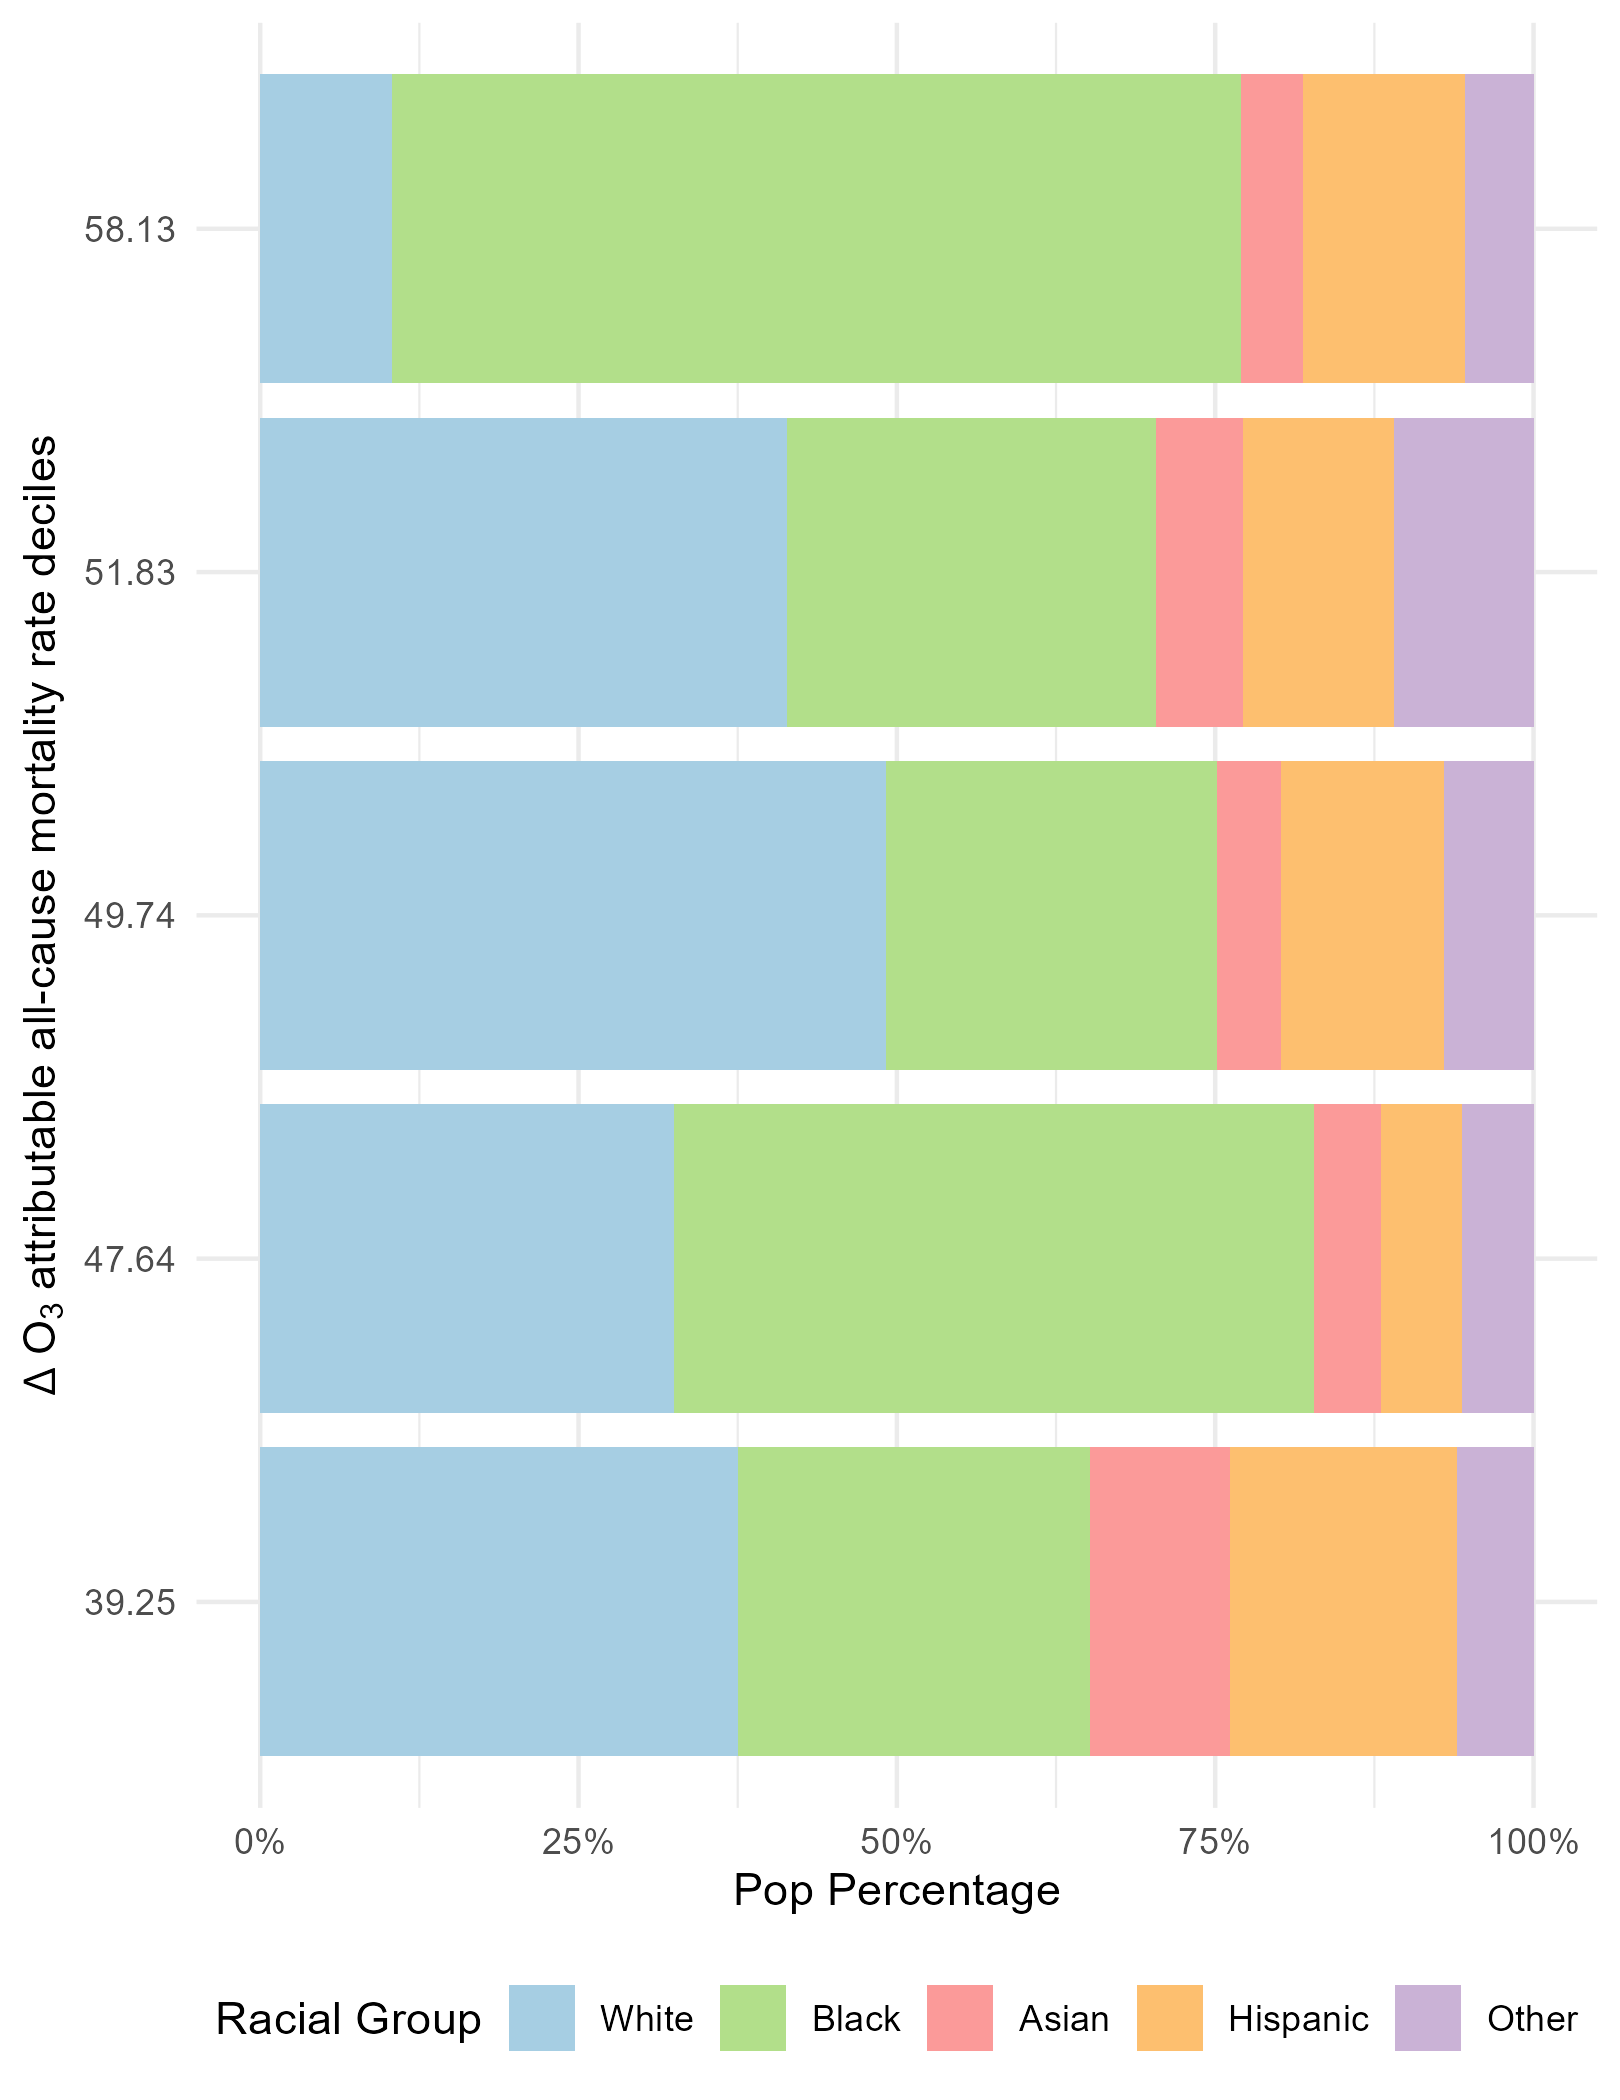 Δ O₃ attributable all-cause mortality rate deciles
58.13
51.83
49.74
47.64
39.25
0% 25% 50% 75% 100%
Pop Percentage
Racial Group White Black Asian Hispanic Other